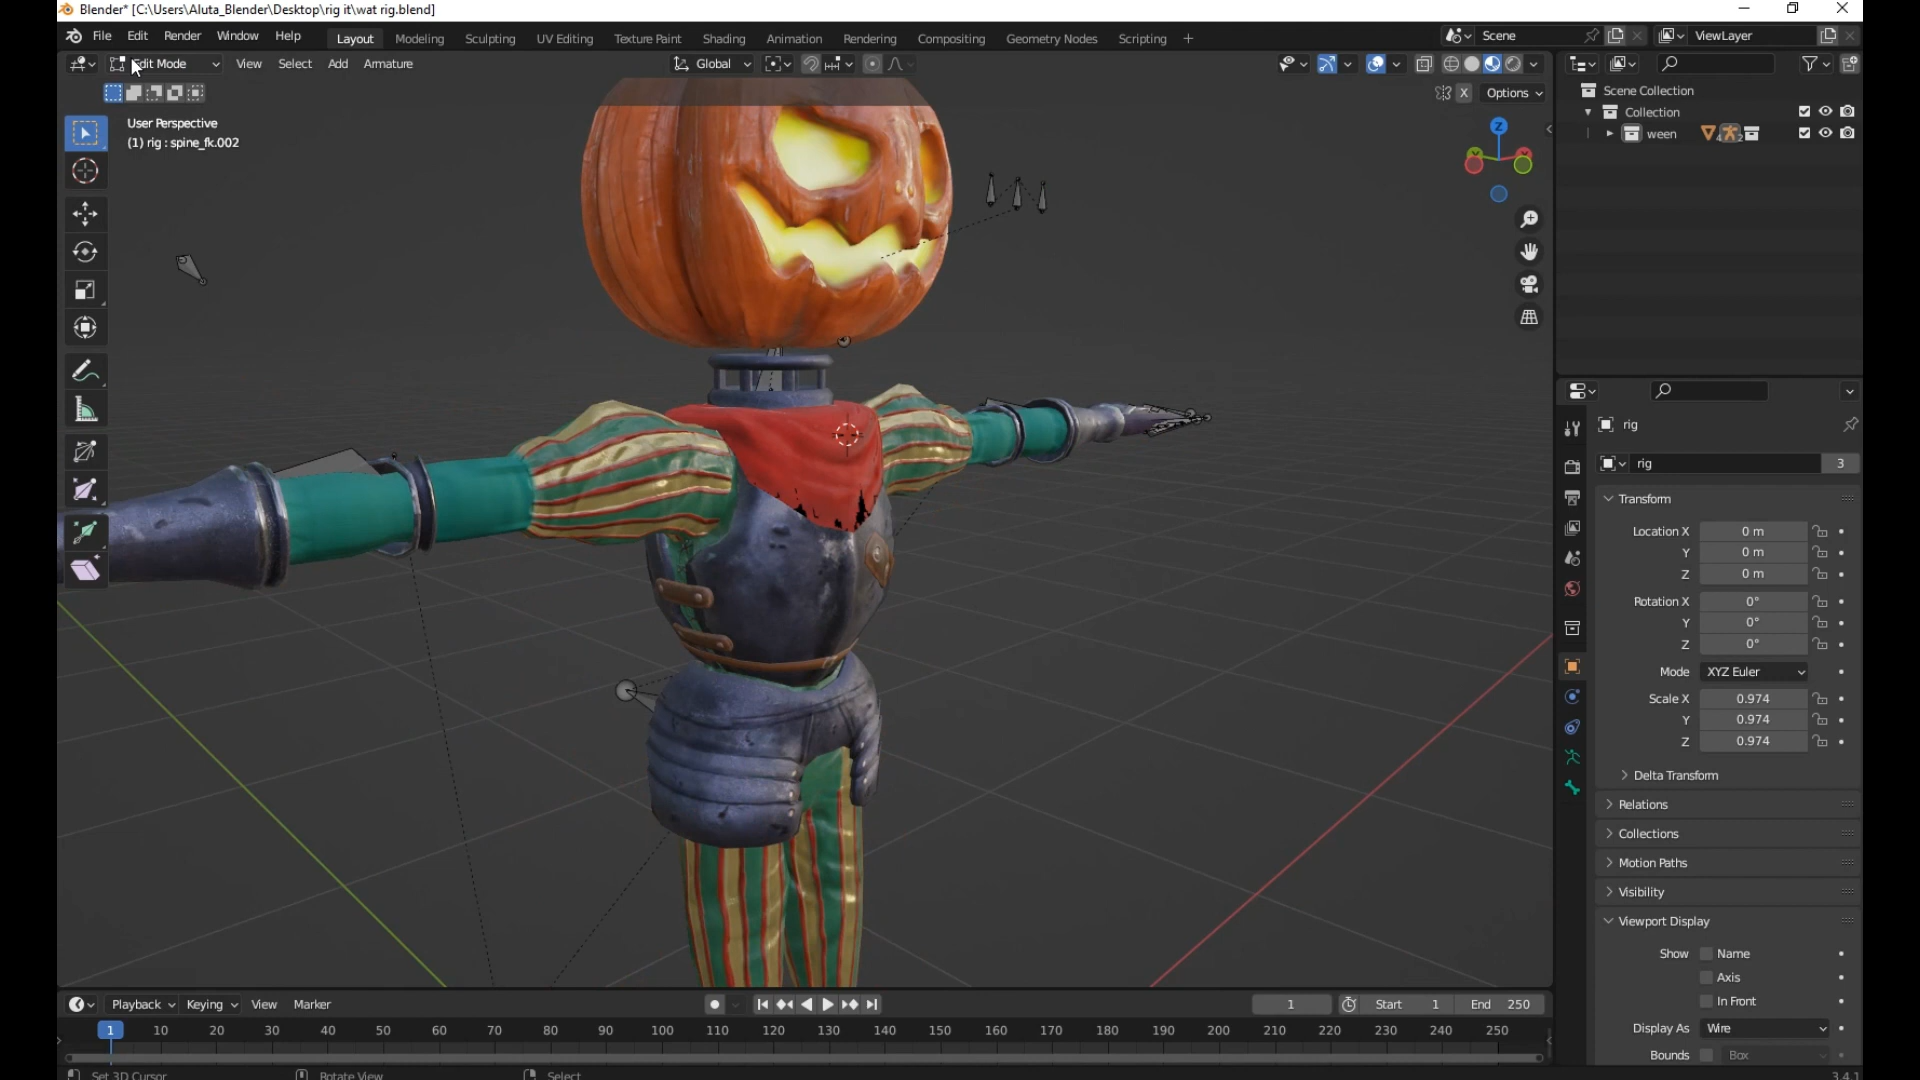 Blender* [C:\Users\Aluta_Blender\Desktop\rig it\wat rig.blend]
File Edit Render Window Help Layout Modeling Sculpting UV Editing Texture Paint Shading Animation Rendering Compositing Geometry Nodes Scripting + Scene ViewLayer
Edit Mode View Select Add Armature Global
X Options
User Perspective
(1) rig : spine_fk.002
Z
Scene Collection
Collection
ween
rig
rig 3
Transform
Location X 0 m
Y 0 m
Z 0 m
Rotation X 0°
Y 0°
Z 0°
Mode XYZ Euler
Scale X 0.974
Y 0.974
Z 0.974
Delta Transform
Relations
Collections
Motion Paths
Visibility
Viewport Display
Show Name
Axis
In Front
Display As Wire
Bounds Box
Playback Keying View Marker 1 Start 1 End 250
1 10 20 30 40 50 60 70 80 90 100 110 120 130 140 150 160 170 180 190 200 210 220 230 240 250
Set 3D Cursor Rotate View Select 3.4.1